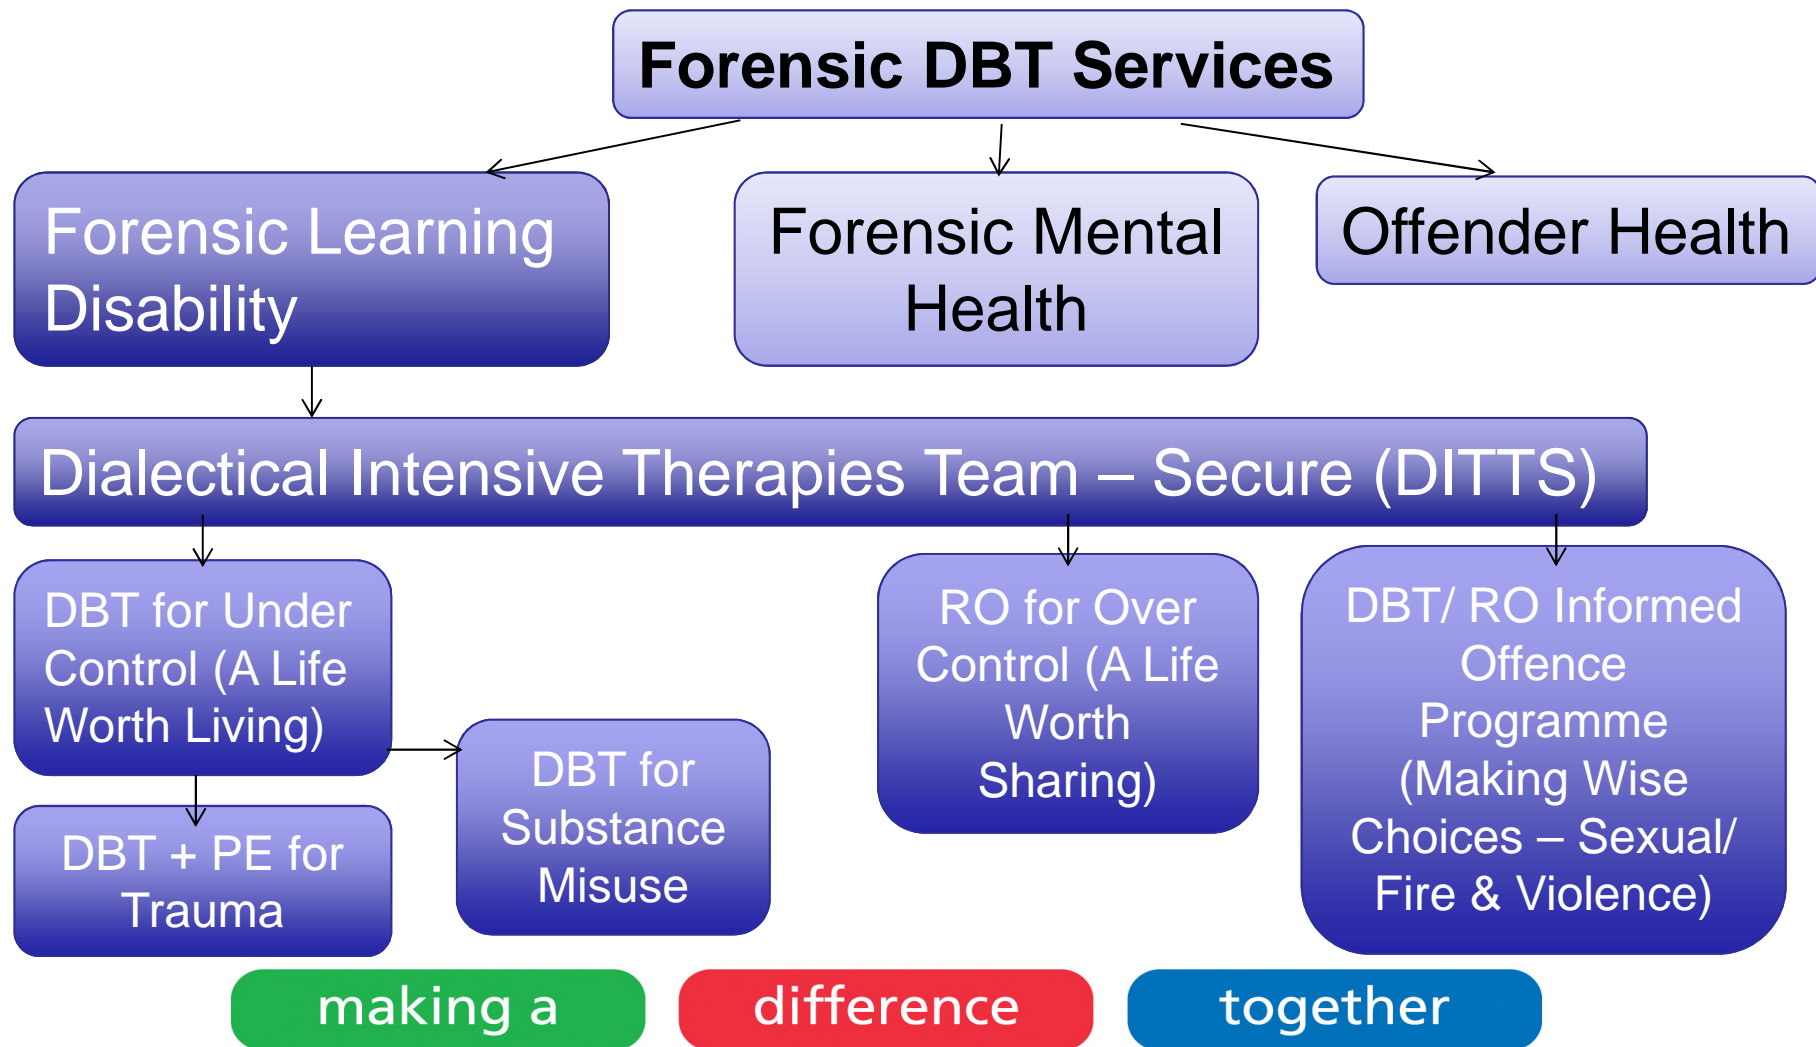 Forensic DBT Services
Forensic Learning
Disability
Forensic Mental
Health
Offender Health
Dialectical Intensive Therapies Team – Secure (DITTS)
DBT for Under
Control (A Life
Worth Living)
DBT for
Substance
Misuse
DBT + PE for
Trauma
RO for Over
Control (A Life
Worth
Sharing)
DBT/ RO Informed
Offence
Programme
(Making Wise
Choices – Sexual/
Fire & Violence)
making a
difference
together